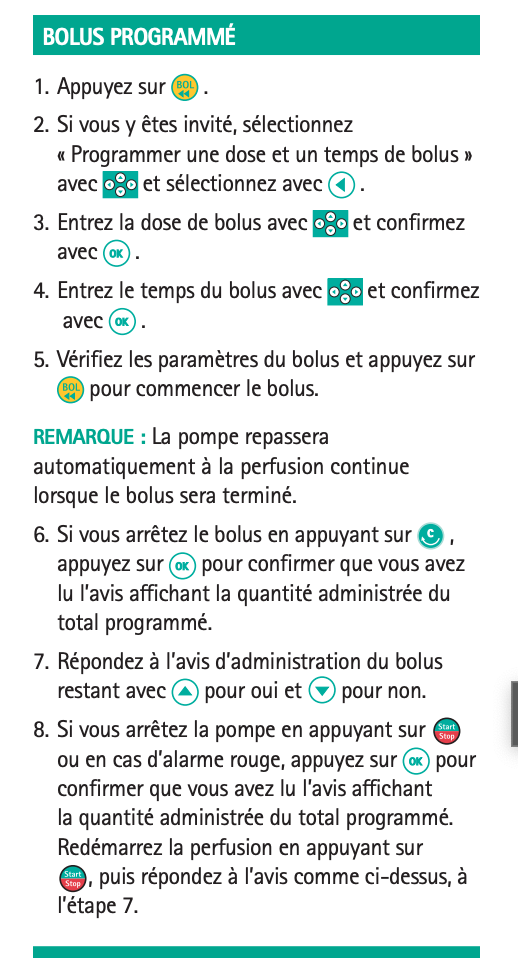 BOLUS PROGRAMMÉ
1. Appuyez sur BOL .
2. Si vous y êtes invité, sélectionnez
« Programmer une dose et un temps de bolus »
avec et sélectionnez avec .
3. Entrez la dose de bolus avec et confirmez
avec OK .
4. Entrez le temps du bolus avec et confirmez
avec OK .
5. Vérifiez les paramètres du bolus et appuyez sur
BOL pour commencer le bolus.
REMARQUE : La pompe repassera
automatiquement à la perfusion continue
lorsque le bolus sera terminé.
6. Si vous arrêtez le bolus en appuyant sur C ,
appuyez sur OK pour confirmer que vous avez
lu l’avis affichant la quantité administrée du
total programmé.
7. Répondez à l’avis d’administration du bolus
restant avec pour oui et pour non.
8. Si vous arrêtez la pompe en appuyant sur Start Stop
ou en cas d’alarme rouge, appuyez sur OK pour
confirmer que vous avez lu l’avis affichant
la quantité administrée du total programmé.
Redémarrez la perfusion en appuyant sur
Start Stop, puis répondez à l’avis comme ci-dessus, à
l’étape 7.